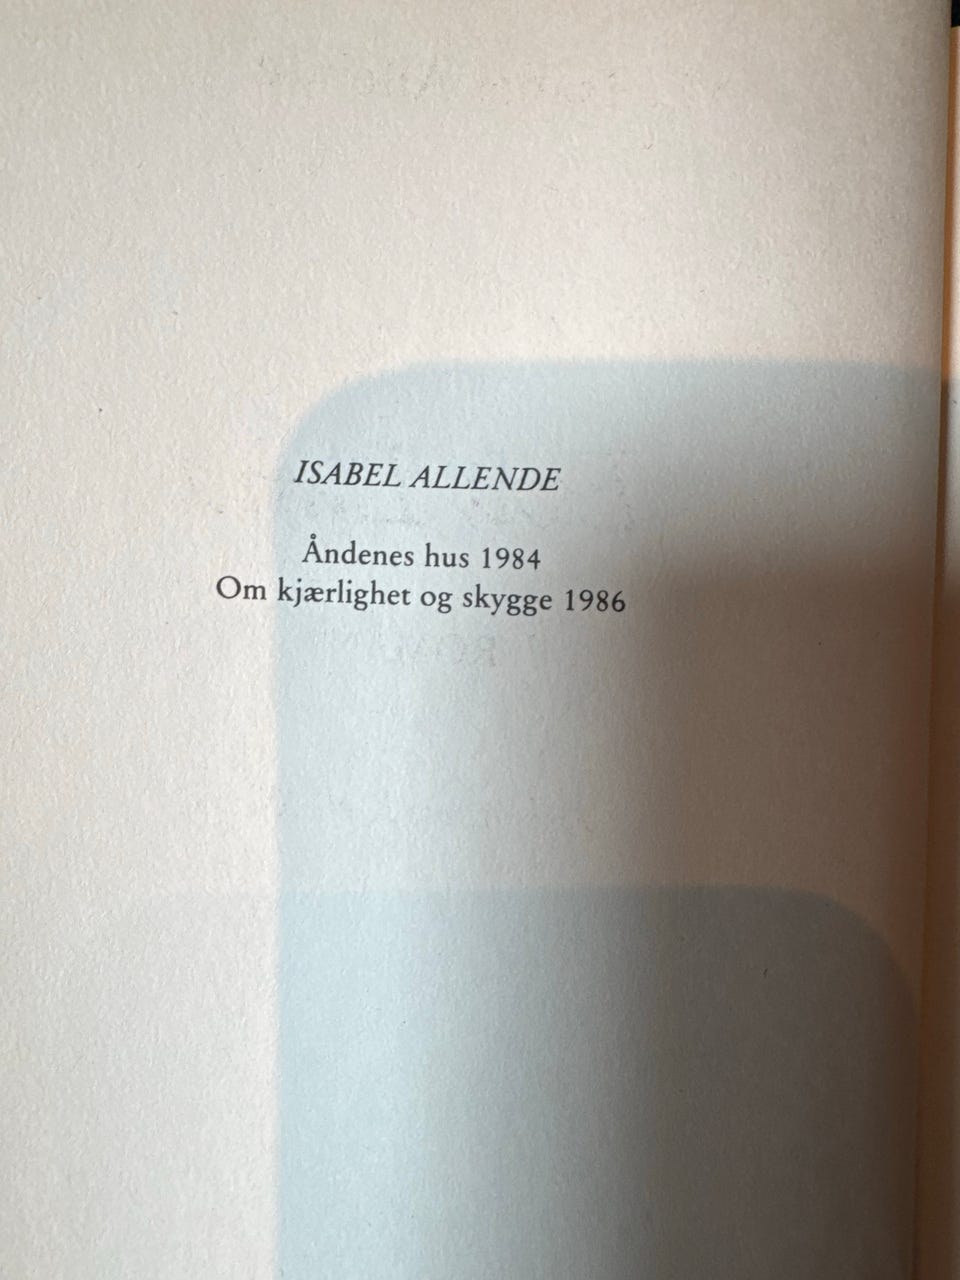 ISABEL ALLENDE
Åndenes hus 1984
Om kjærlighet og skygge 1986